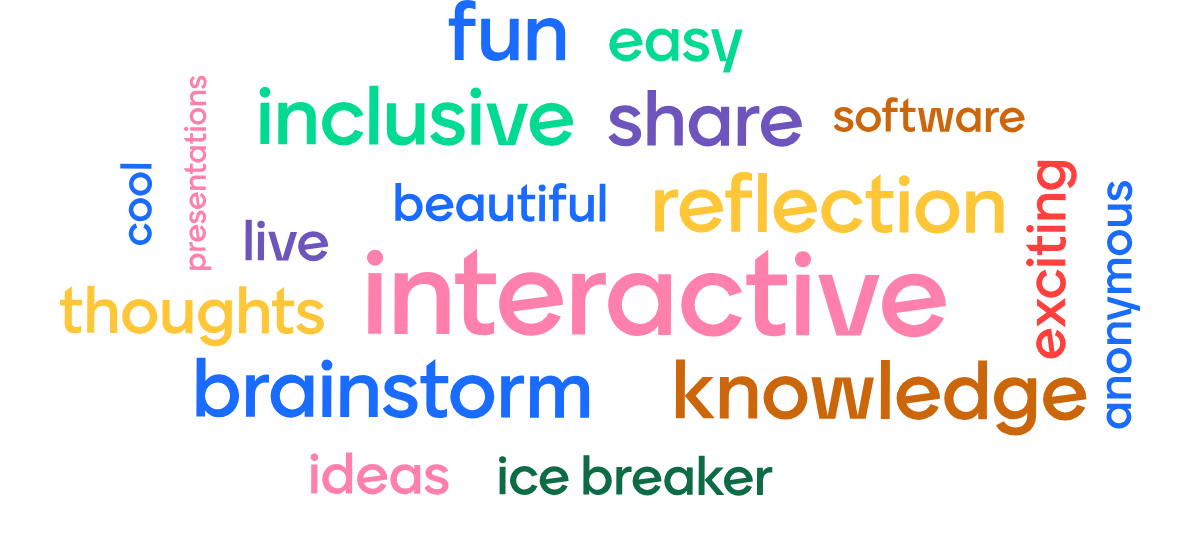 fun easy
inclusive share software
presentations
cool
beautiful reflection
live
exciting
anonymous
interactive
thoughts
brainstorm knowledge
ideas ice breaker